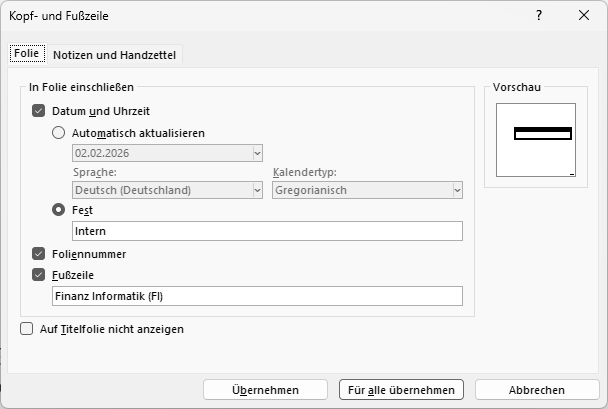 Kopf- und Fußzeile
?
Folie
Notizen und Handzettel
In Folie einschließen
Vorschau
Datum und Uhrzeit
Automatisch aktualisieren
02.02.2026
Sprache:
Kalendertyp:
Deutsch (Deutschland)
Gregorianisch
Fest
Intern
Foliennummer
Fußzeile
Finanz Informatik (FI)
Auf Titelfolie nicht anzeigen
Übernehmen
Für alle übernehmen
Abbrechen